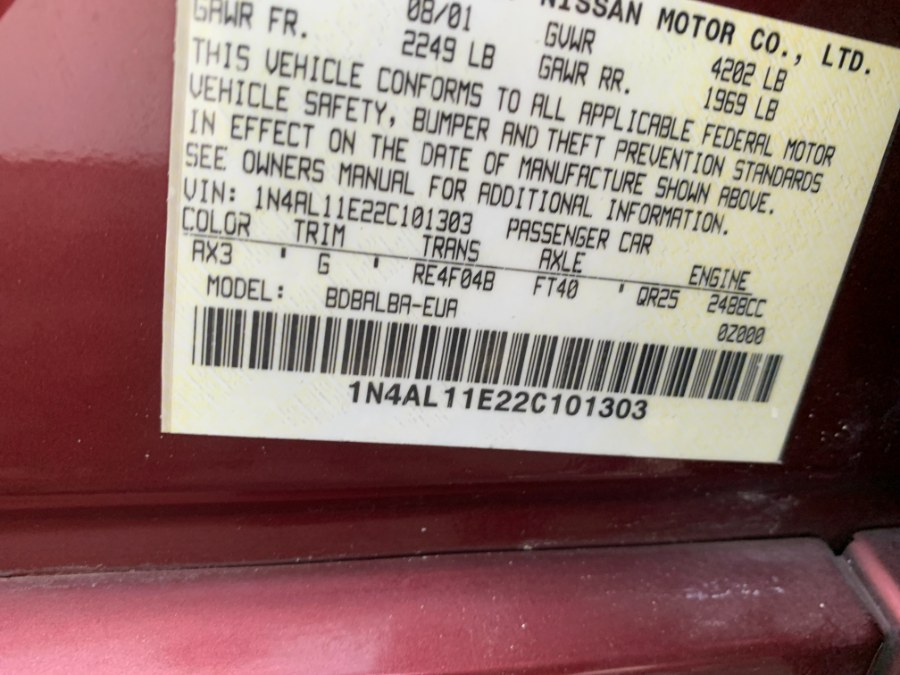 NISSAN MOTOR CO., LTD.
08/01 GVWR 4202 LB
GAWR FR. 2249 LB GAWR RR. 1969 LB
THIS VEHICLE CONFORMS TO ALL APPLICABLE FEDERAL MOTOR
VEHICLE SAFETY, BUMPER AND THEFT PREVENTION STANDARDS
IN EFFECT ON THE DATE OF MANUFACTURE SHOWN ABOVE.
SEE OWNERS MANUAL FOR ADDITIONAL INFORMATION.
VIN: 1N4AL11E22C101303 PASSENGER CAR
COLOR TRIM TRANS AXLE ENGINE
AX3 ' G ' RE4F04B FT40 ' QR25 2488CC
MODEL: BDBALBA-EUA 0Z000
1N4AL11E22C101303